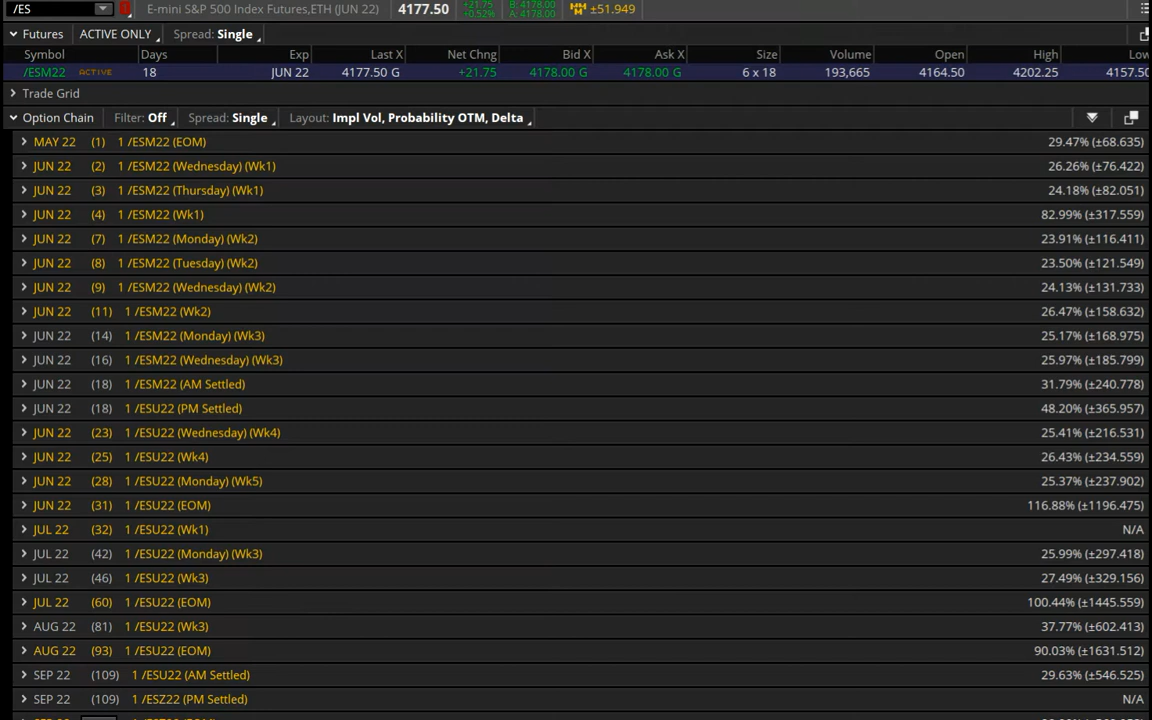 /ES E-mini S&P 500 Index Futures,ETH (JUN 22) 4177.50 +21.75 +0.52% B: 4178.00 A: 4178.00 ±51.949
Futures ACTIVE ONLY Spread: Single
Symbol Days Exp Last X Net Chng Bid X Ask X Size Volume Open High Low
/ESM22 ACTIVE 18 JUN 22 4177.50 G +21.75 4178.00 G 4178.00 G 6 x 18 193,665 4164.50 4202.25 4157.50
Trade Grid
Option Chain Filter: Off Spread: Single Layout: Impl Vol, Probability OTM, Delta
MAY 22 (1) 1 /ESM22 (EOM) 29.47% (±68.635)
JUN 22 (2) 1 /ESM22 (Wednesday) (Wk1) 26.26% (±76.422)
JUN 22 (3) 1 /ESM22 (Thursday) (Wk1) 24.18% (±82.051)
JUN 22 (4) 1 /ESM22 (Wk1) 82.99% (±317.559)
JUN 22 (7) 1 /ESM22 (Monday) (Wk2) 23.91% (±116.411)
JUN 22 (8) 1 /ESM22 (Tuesday) (Wk2) 23.50% (±121.549)
JUN 22 (9) 1 /ESM22 (Wednesday) (Wk2) 24.13% (±131.733)
JUN 22 (11) 1 /ESM22 (Wk2) 26.47% (±158.632)
JUN 22 (14) 1 /ESM22 (Monday) (Wk3) 25.17% (±168.975)
JUN 22 (16) 1 /ESM22 (Wednesday) (Wk3) 25.97% (±185.799)
JUN 22 (18) 1 /ESM22 (AM Settled) 31.79% (±240.778)
JUN 22 (18) 1 /ESU22 (PM Settled) 48.20% (±365.957)
JUN 22 (23) 1 /ESU22 (Wednesday) (Wk4) 25.41% (±216.531)
JUN 22 (25) 1 /ESU22 (Wk4) 26.43% (±234.559)
JUN 22 (28) 1 /ESU22 (Monday) (Wk5) 25.37% (±237.902)
JUN 22 (31) 1 /ESU22 (EOM) 116.88% (±1196.475)
JUL 22 (32) 1 /ESU22 (Wk1) N/A
JUL 22 (42) 1 /ESU22 (Monday) (Wk3) 25.99% (±297.418)
JUL 22 (46) 1 /ESU22 (Wk3) 27.49% (±329.156)
JUL 22 (60) 1 /ESU22 (EOM) 100.44% (±1445.559)
AUG 22 (81) 1 /ESU22 (Wk3) 37.77% (±602.413)
AUG 22 (93) 1 /ESU22 (EOM) 90.03% (±1631.512)
SEP 22 (109) 1 /ESU22 (AM Settled) 29.63% (±546.525)
SEP 22 (109) 1 /ESZ22 (PM Settled) N/A